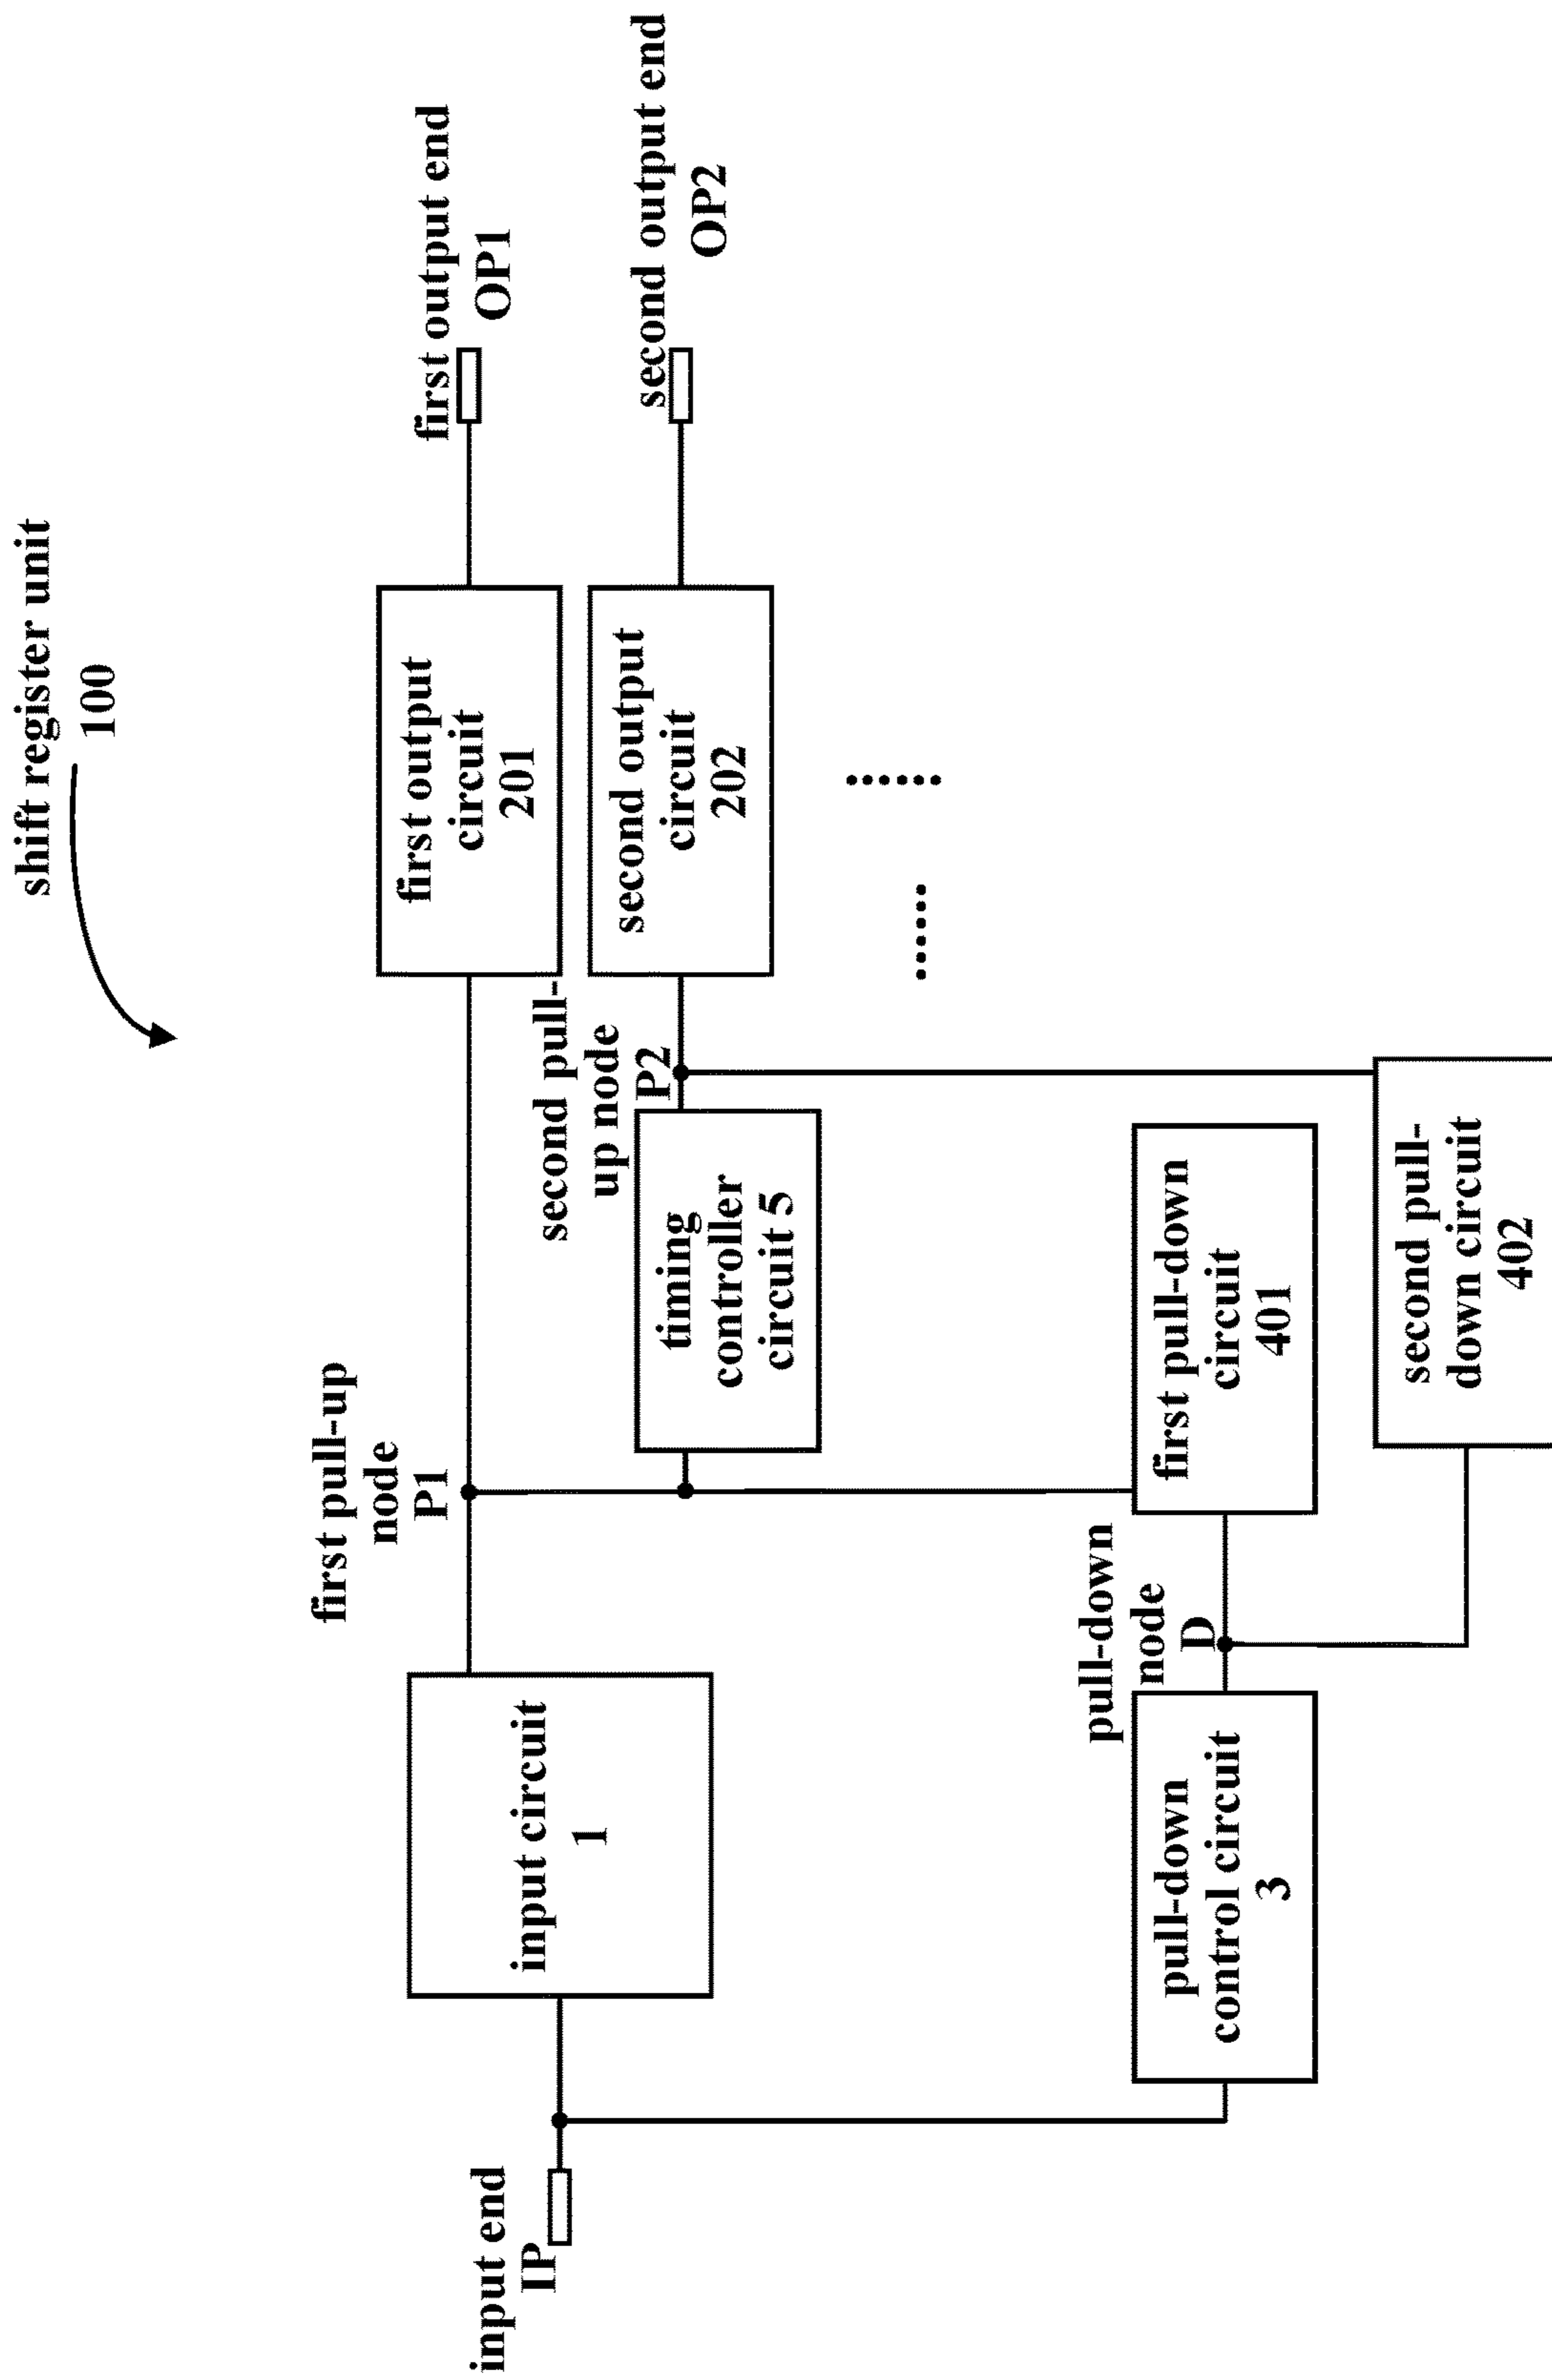 shift register unit
100
first pull-up
node
P1
first output end
OP1
input end
IP
input circuit
1
first output
circuit
201
second pull-
up node
P2
second output
circuit
202
second output end
OP2
timing
controller
circuit 5
pull-down
node
D
pull-down
control circuit
3
first pull-down
circuit
401
second pull-
down circuit
402